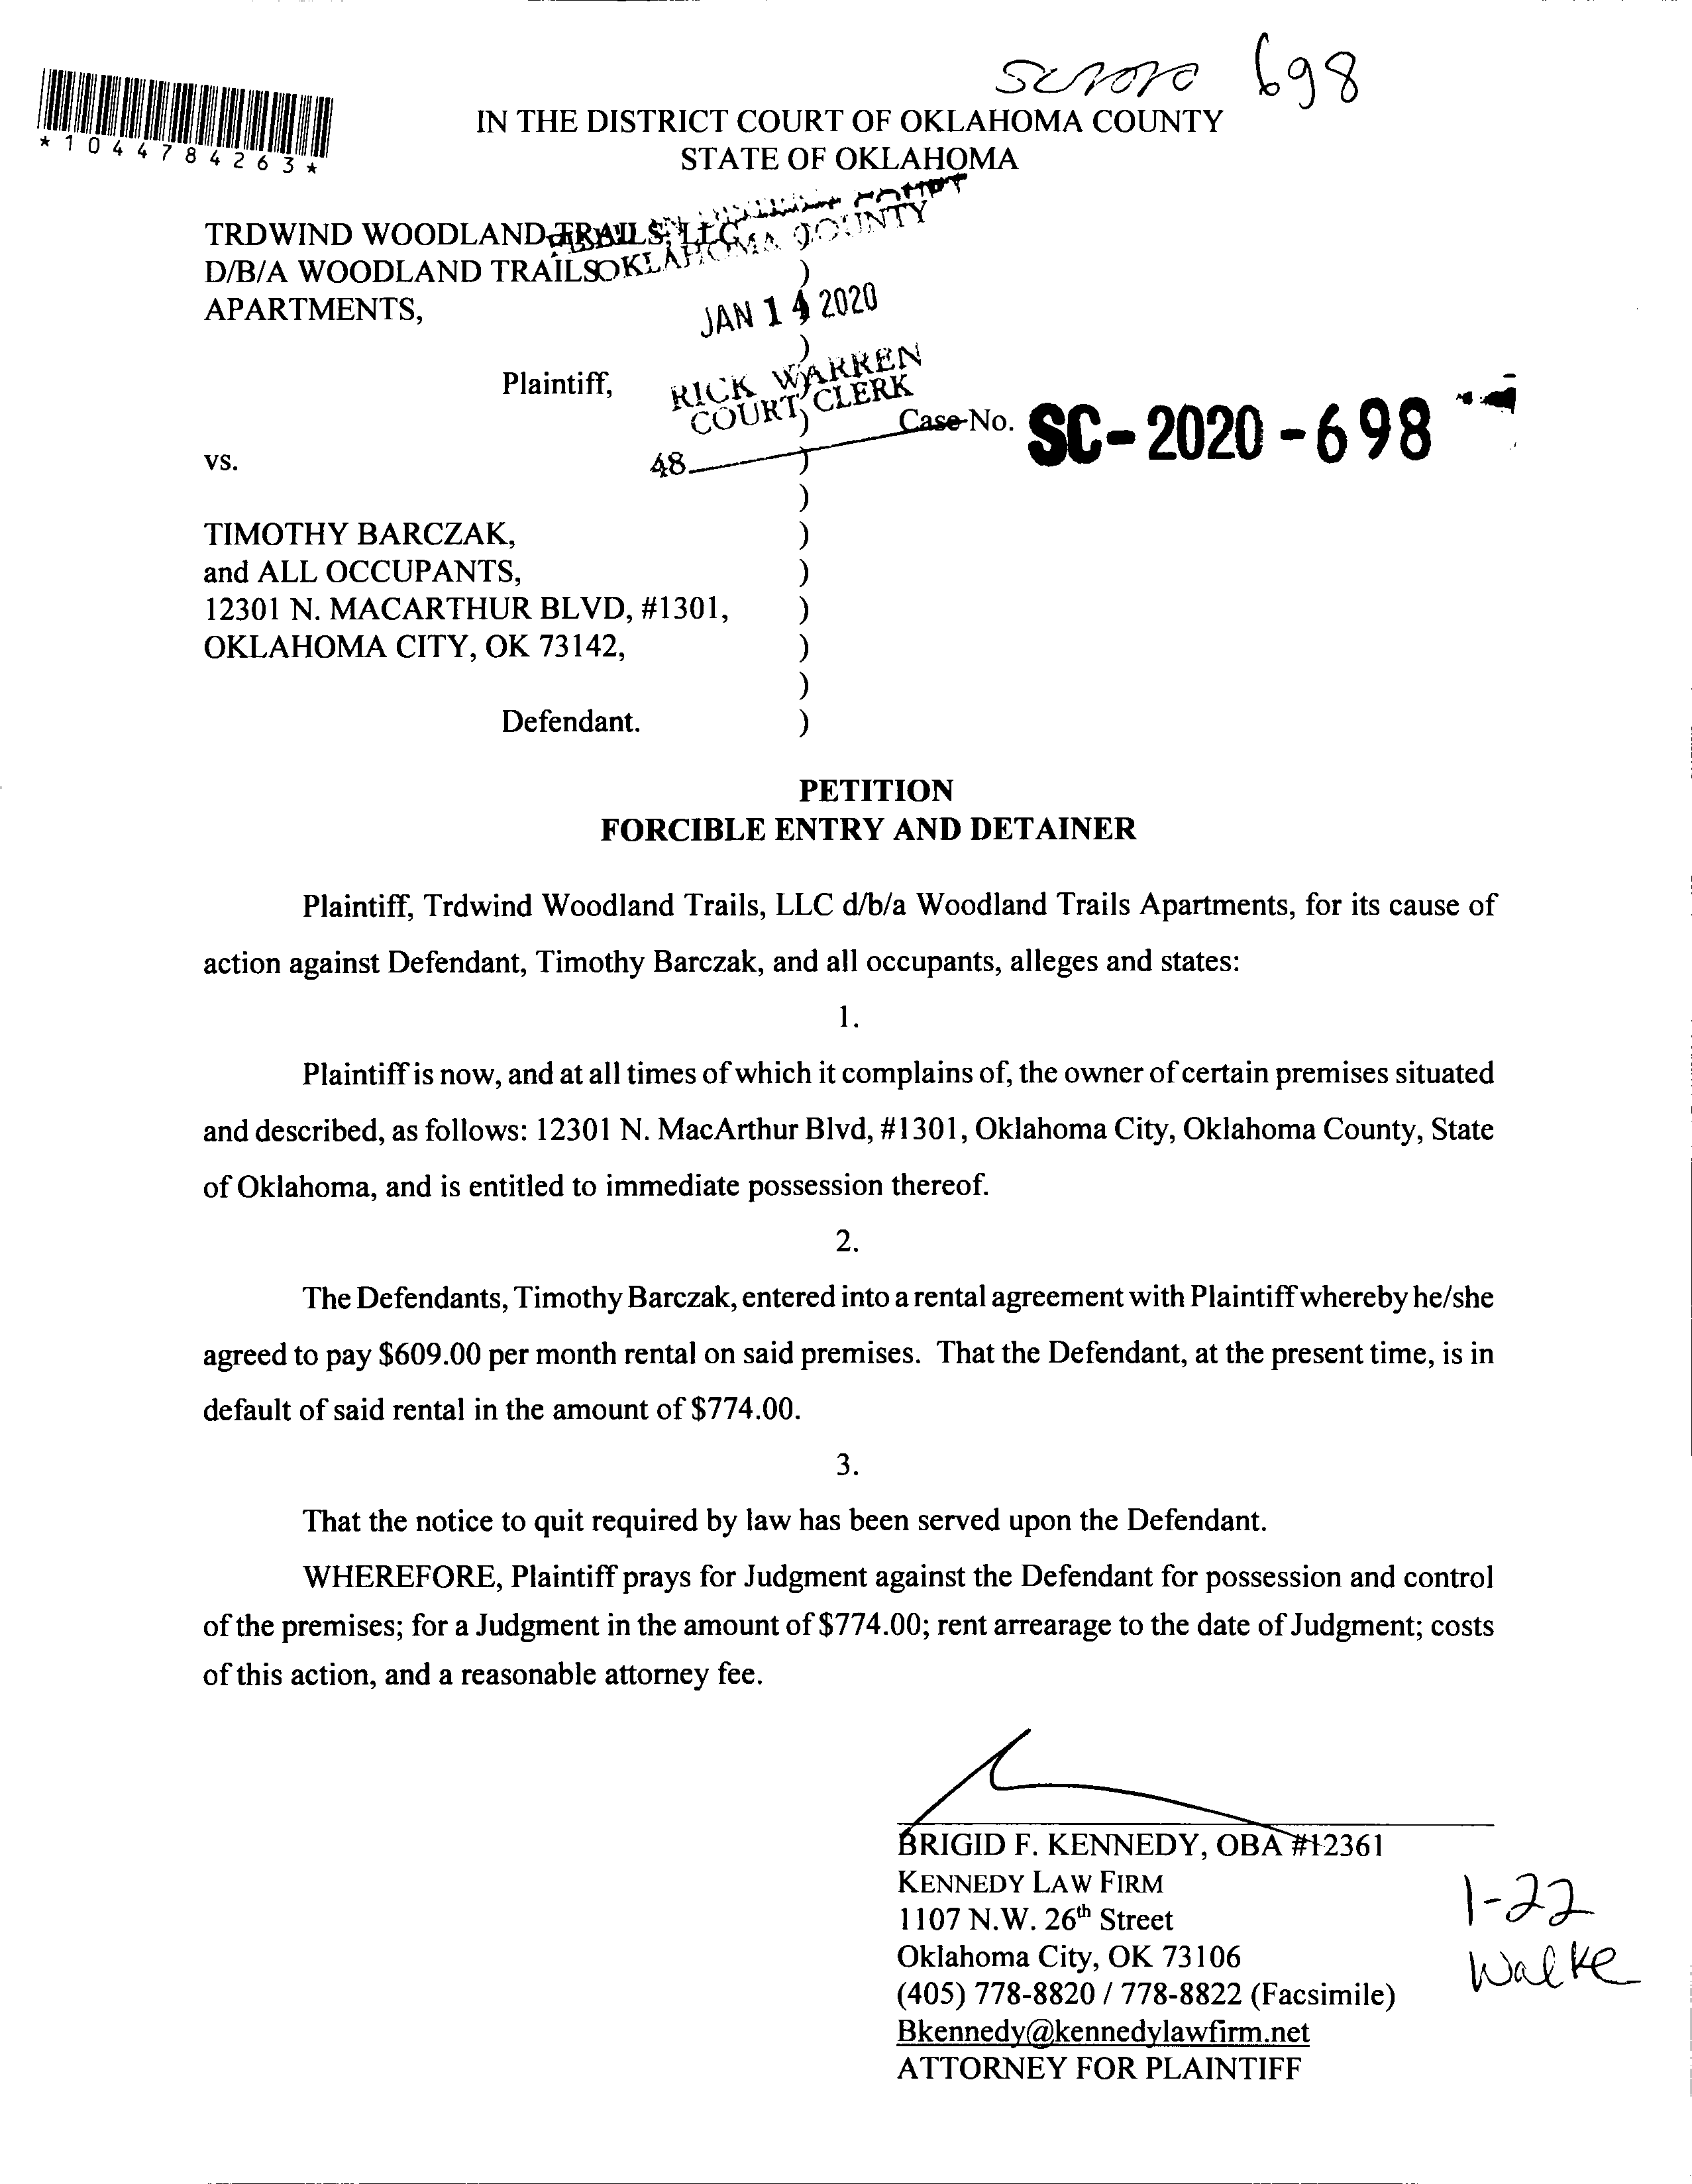 698
IN THE DISTRICT COURT OF OKLAHOMA COUNTY
STATE OF OKLAHOMA
*1044784263*
TRDWIND WOODLAND TRAILS, LLC )
OKLAHOMA COUNTY
D/B/A WOODLAND TRAILS )
APARTMENTS, )
JAN 14 2020
)
Plaintiff, )
RICK WARREN
COURT CLERK
) Case No. SC-2020-698
vs. )
48
)
TIMOTHY BARCZAK, )
and ALL OCCUPANTS, )
12301 N. MACARTHUR BLVD, #1301, )
OKLAHOMA CITY, OK 73142, )
)
Defendant. )
PETITION
FORCIBLE ENTRY AND DETAINER
Plaintiff, Trdwind Woodland Trails, LLC d/b/a Woodland Trails Apartments, for its cause of
action against Defendant, Timothy Barczak, and all occupants, alleges and states:
1.
Plaintiff is now, and at all times of which it complains of, the owner of certain premises situated
and described, as follows: 12301 N. MacArthur Blvd, #1301, Oklahoma City, Oklahoma County, State
of Oklahoma, and is entitled to immediate possession thereof.
2.
The Defendants, Timothy Barczak, entered into a rental agreement with Plaintiff whereby he/she
agreed to pay $609.00 per month rental on said premises. That the Defendant, at the present time, is in
default of said rental in the amount of $774.00.
3.
That the notice to quit required by law has been served upon the Defendant.
WHEREFORE, Plaintiff prays for Judgment against the Defendant for possession and control
of the premises; for a Judgment in the amount of $774.00; rent arrearage to the date of Judgment; costs
of this action, and a reasonable attorney fee.
BRIGID F. KENNEDY, OBA #12361
KENNEDY LAW FIRM
1107 N.W. 26th Street
Oklahoma City, OK 73106
(405) 778-8820 / 778-8822 (Facsimile)
Bkennedy@kennedylawfirm.net
ATTORNEY FOR PLAINTIFF
1-22
Walke